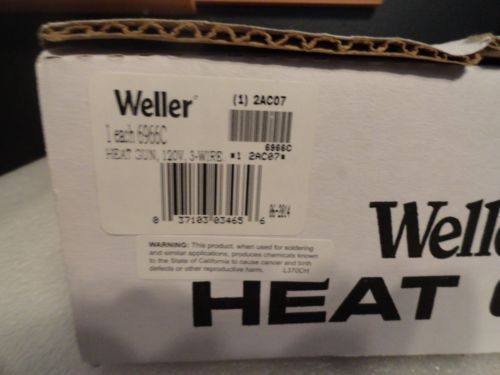 Weller®
(1) 2AC07
1 each 6966C
6966C
HEAT GUN, 120V, 3-WIRE. *1 2AC07*
06-2014
0 37103 03465 6
WARNING: This product, when used for soldering
and similar applications, produces chemicals known
to the State of California to cause cancer and birth
defects or other reproductive harm. L370CH
Welle
HEAT